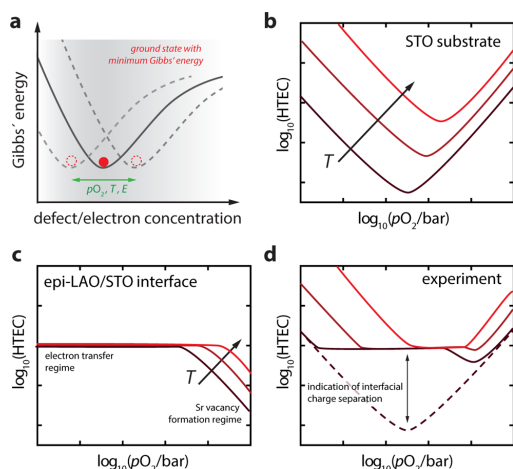 a
ground state with
minimum Gibbs' energy
Gibbs' energy
pO₂, T, E
defect/electron concentration
b
STO substrate
log₁₀(HTEC)
T
log₁₀(pO₂/bar)
c
epi-LAO/STO interface
log₁₀(HTEC)
electron transfer
regime
T
Sr vacancy
formation regime
log₁₀(pO₂/bar)
d
experiment
log₁₀(HTEC)
indication of interfacial
charge separation
log₁₀(pO₂/bar)